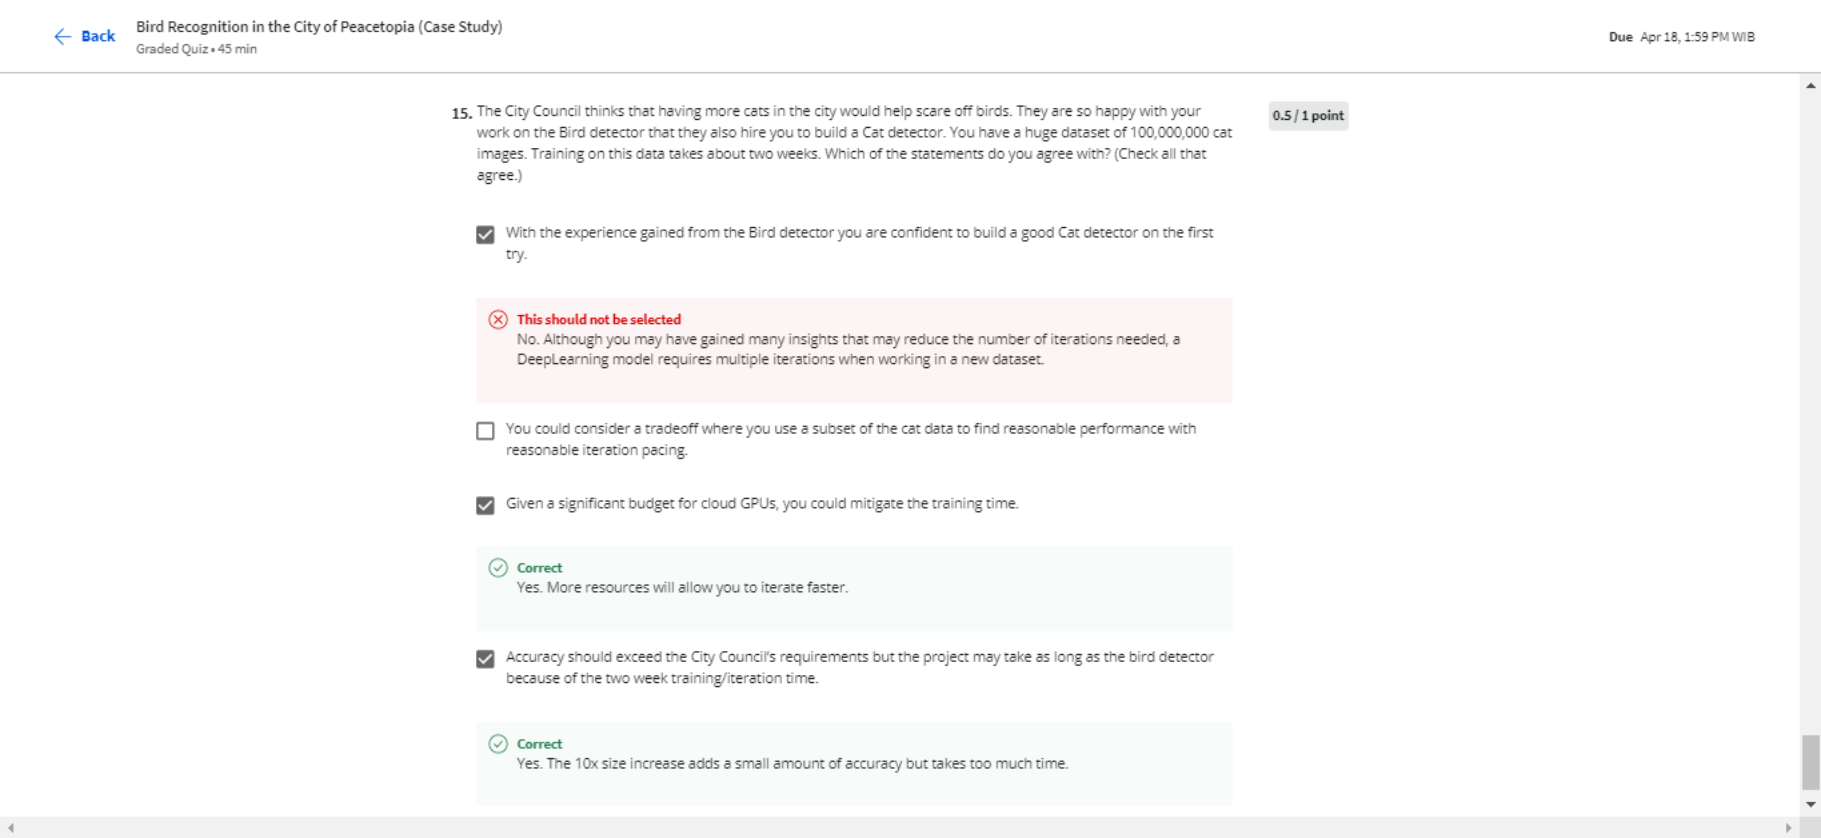 Back
Bird Recognition in the City of Peacetopia (Case Study)
Graded Quiz • 45 min
Due Apr 18, 1:59 PM WIB
15. The City Council thinks that having more cats in the city would help scare off birds. They are so happy with your
work on the Bird detector that they also hire you to build a Cat detector. You have a huge dataset of 100,000,000 cat
images. Training on this data takes about two weeks. Which of the statements do you agree with? (Check all that
agree.)
0.5 / 1 point
With the experience gained from the Bird detector you are confident to build a good Cat detector on the first
try.
This should not be selected
No. Although you may have gained many insights that may reduce the number of iterations needed, a
DeepLearning model requires multiple iterations when working in a new dataset.
You could consider a tradeoff where you use a subset of the cat data to find reasonable performance with
reasonable iteration pacing.
Given a significant budget for cloud GPUs, you could mitigate the training time.
Correct
Yes. More resources will allow you to iterate faster.
Accuracy should exceed the City Council's requirements but the project may take as long as the bird detector
because of the two week training/iteration time.
Correct
Yes. The 10x size increase adds a small amount of accuracy but takes too much time.